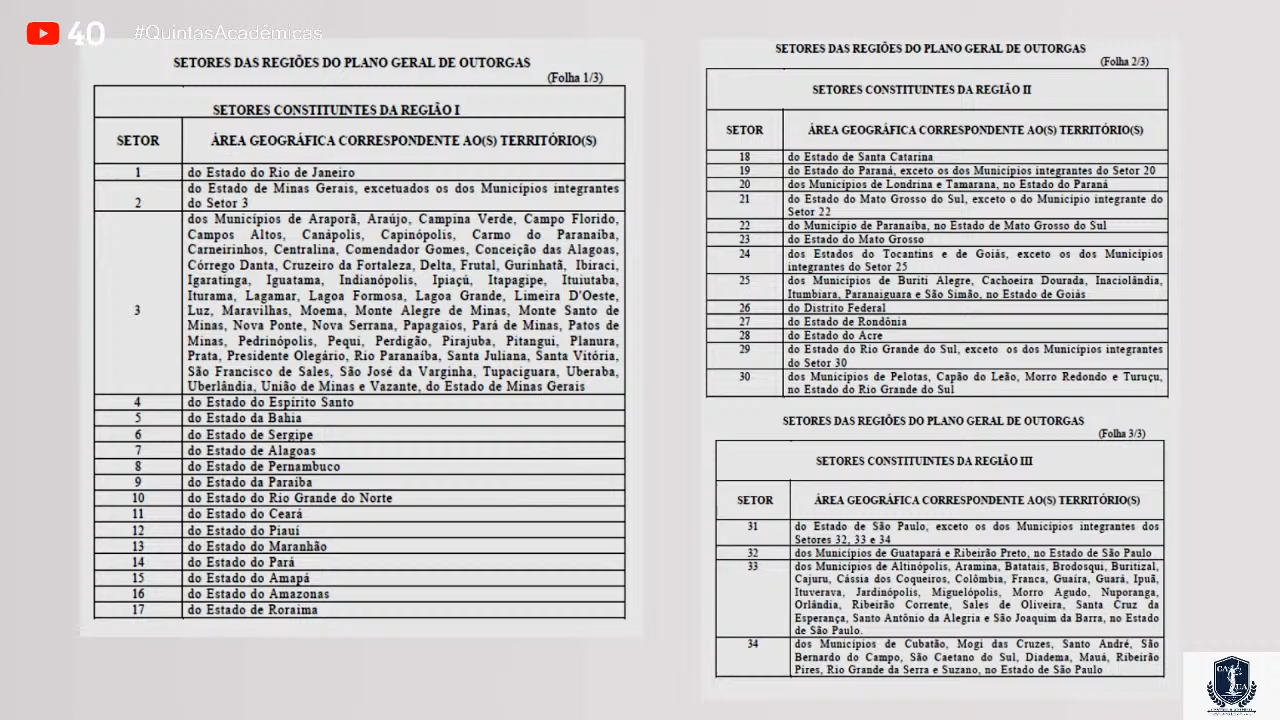 40 #QuintasAcadêmicas
SETORES DAS REGIÕES DO PLANO GERAL DE OUTORGAS
(Folha 1/3)
SETORES CONSTITUINTES DA REGIÃO I
SETOR ÁREA GEOGRÁFICA CORRESPONDENTE AO(S) TERRITÓRIO(S)
1 do Estado do Rio de Janeiro
do Estado de Minas Gerais, excetuados os dos Municípios integrantes
2 do Setor 3
dos Municípios de Araporã, Araújo, Campina Verde, Campo Florido,
Campos Altos, Canápolis, Capinópolis, Carmo do Paranaíba,
Carneirinhos, Centralina, Comendador Gomes, Conceição das Alagoas,
Córrego Danta, Cruzeiro da Fortaleza, Delta, Frutal, Gurinhatã, Ibiraci,
Igaratinga, Iguatama, Indianópolis, Ipiaçú, Itapagipe, Ituiutaba,
Iturama, Lagamar, Lagoa Formosa, Lagoa Grande, Limeira D'Oeste,
3 Luz, Maravilhas, Moema, Monte Alegre de Minas, Monte Santo de
Minas, Nova Ponte, Nova Serrana, Papagaios, Pará de Minas, Patos de
Minas, Pedrinópolis, Pequi, Perdigão, Pirajuba, Pitangui, Planura,
Prata, Presidente Olegário, Rio Paranaíba, Santa Juliana, Santa Vitória,
São Francisco de Sales, São José da Varginha, Tupaciguara, Uberaba,
Uberlândia, União de Minas e Vazante, do Estado de Minas Gerais
4 do Estado do Espírito Santo
5 do Estado da Bahia
6 do Estado de Sergipe
7 do Estado de Alagoas
8 do Estado de Pernambuco
9 do Estado da Paraíba
10 do Estado do Rio Grande do Norte
11 do Estado do Ceará
12 do Estado do Piauí
13 do Estado do Maranhão
14 do Estado do Pará
15 do Estado do Amapá
16 do Estado do Amazonas
17 do Estado de Roraima
SETORES DAS REGIÕES DO PLANO GERAL DE OUTORGAS
(Folha 2/3)
SETORES CONSTITUINTES DA REGIÃO II
SETOR ÁREA GEOGRÁFICA CORRESPONDENTE AO(S) TERRITÓRIO(S)
18 do Estado de Santa Catarina
19 do Estado do Paraná, exceto os dos Municípios integrantes do Setor 20
20 dos Municípios de Londrina e Tamarana, no Estado do Paraná
21 do Estado do Mato Grosso do Sul, exceto o do Município integrante do
Setor 22
22 do Município de Paranaíba, no Estado de Mato Grosso do Sul
23 do Estado do Mato Grosso
24 dos Estados do Tocantins e de Goiás, exceto os dos Municípios
integrantes do Setor 25
25 dos Municípios de Buriti Alegre, Cachoeira Dourada, Inaciolândia,
Itumbiara, Paranaiguara e São Simão, no Estado de Goiás
26 do Distrito Federal
27 do Estado de Rondônia
28 do Estado do Acre
29 do Estado do Rio Grande do Sul, exceto os dos Municípios integrantes
do Setor 30
30 dos Municípios de Pelotas, Capão do Leão, Morro Redondo e Turuçu,
no Estado do Rio Grande do Sul
SETORES DAS REGIÕES DO PLANO GERAL DE OUTORGAS
(Folha 3/3)
SETORES CONSTITUINTES DA REGIÃO III
SETOR ÁREA GEOGRÁFICA CORRESPONDENTE AO(S) TERRITÓRIO(S)
31 do Estado de São Paulo, exceto os dos Municípios integrantes dos
Setores 32, 33 e 34
32 dos Municípios de Guatapará e Ribeirão Preto, no Estado de São Paulo
33 dos Municípios de Altinópolis, Aramina, Batatais, Brodosqui, Buritizal,
Cajuru, Cássia dos Coqueiros, Colômbia, Franca, Guaíra, Guará, Ipuã,
Ituverava, Jardinópolis, Miguelópolis, Morro Agudo, Nuporanga,
Orlândia, Ribeirão Corrente, Sales de Oliveira, Santa Cruz da
Esperança, Santo Antônio da Alegria e São Joaquim da Barra, no Estado
de São Paulo.
34 dos Municípios de Cubatão, Mogi das Cruzes, Santo André, São
Bernardo do Campo, São Caetano do Sul, Diadema, Mauá, Ribeirão
Pires, Rio Grande da Serra e Suzano, no Estado de São Paulo